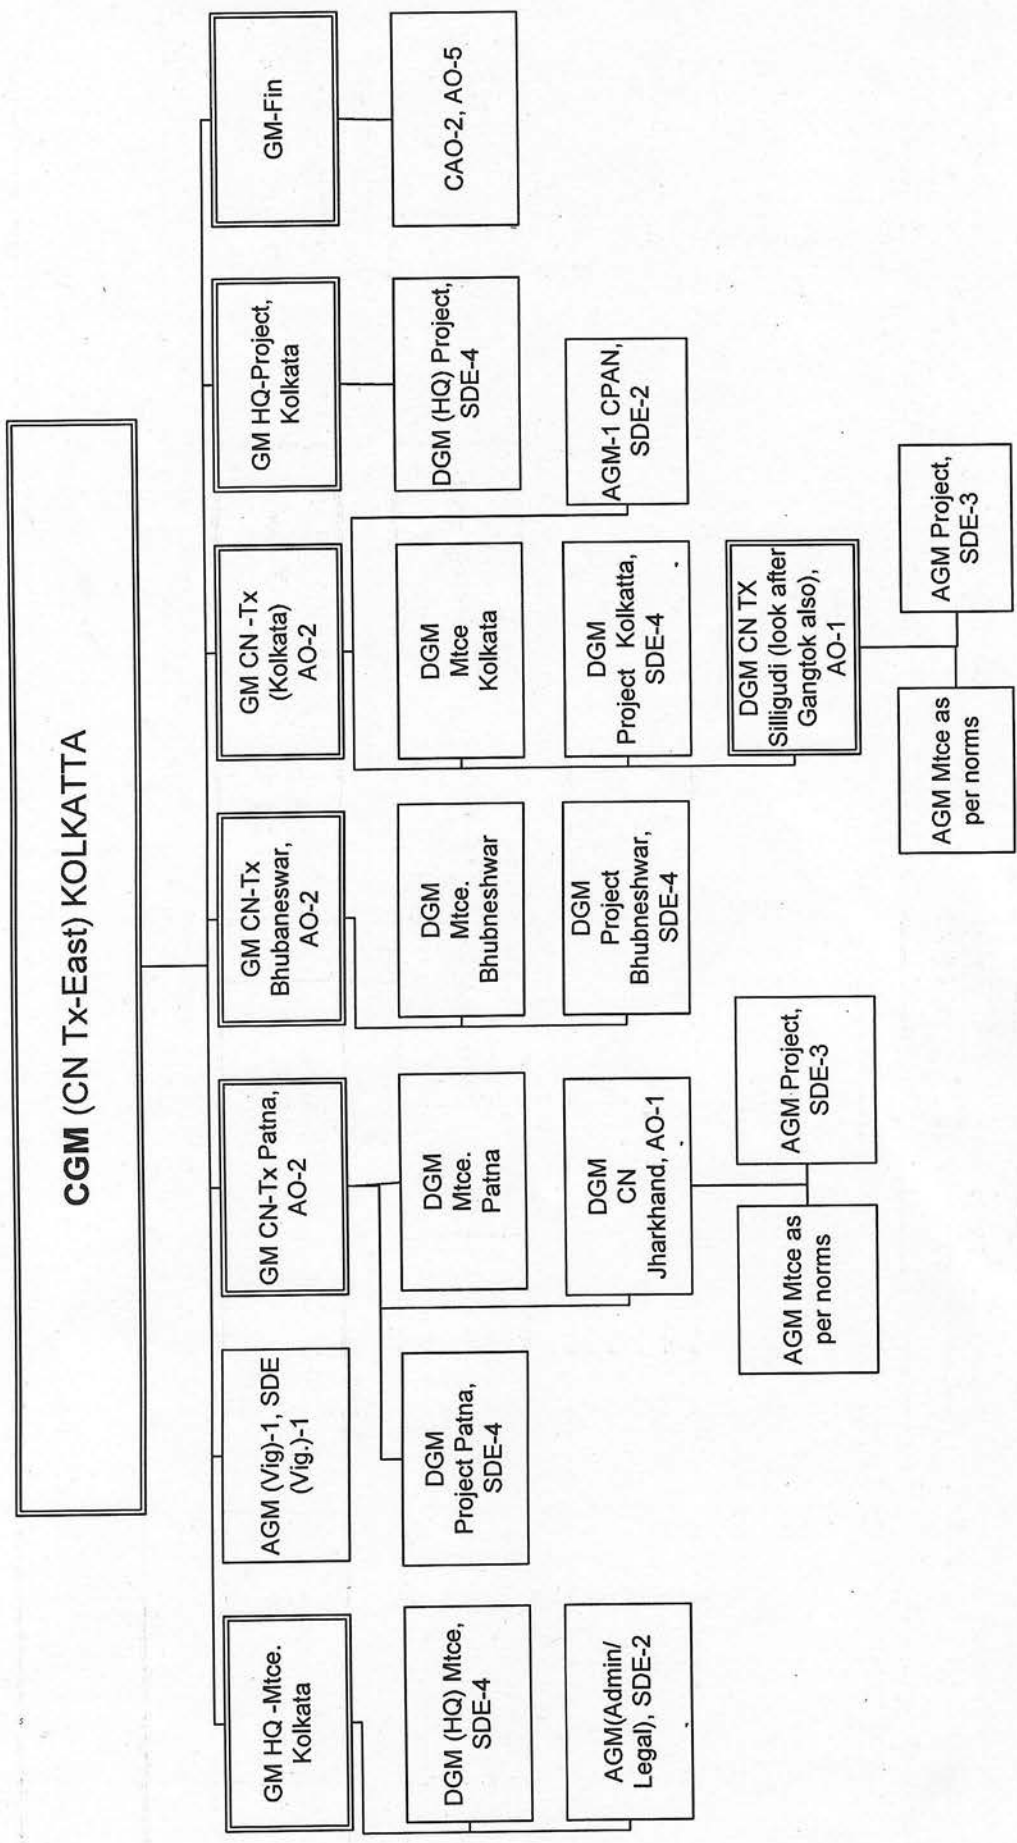 CGM (CN Tx-East) KOLKATTA
GM HQ -Mtce.
Kolkata
AGM (Vig)-1, SDE
(Vig.)-1
GM CN-Tx Patna,
AO-2
GM CN-Tx
Bhubaneswar,
AO-2
GM CN -Tx
(Kolkata)
AO-2
GM HQ-Project,
Kolkata
GM-Fin
DGM (HQ) Mtce,
SDE-4
DGM
Project Patna,
SDE-4
DGM
Mtce.
Patna
DGM
Mtce.
Bhubneshwar
DGM
Mtce
Kolkata
DGM (HQ) Project,
SDE-4
CAO-2, AO-5
AGM(Admin/
Legal), SDE-2
DGM
CN
Jharkhand, AO-1
DGM
Project
Bhubneshwar,
SDE-4
DGM
Project Kolkatta,
SDE-4
AGM-1 CPAN,
SDE-2
AGM Mtce as
per norms
AGM Project,
SDE-3
DGM CN TX
Silligudi (look after
Gangtok also),
AO-1
AGM Mtce as
per norms
AGM Project,
SDE-3